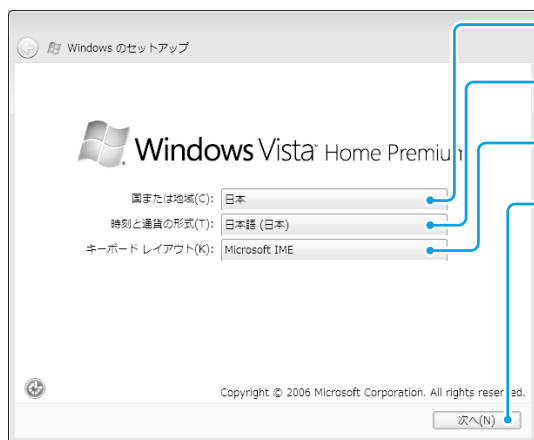 Windows のセットアップ
Windows Vista™ Home Premium
国または地域(C): 日本
時刻と通貨の形式(T): 日本語 (日本)
キーボード レイアウト(K): Microsoft IME
Copyright © 2006 Microsoft Corporation. All rights reserved.
次へ(N)